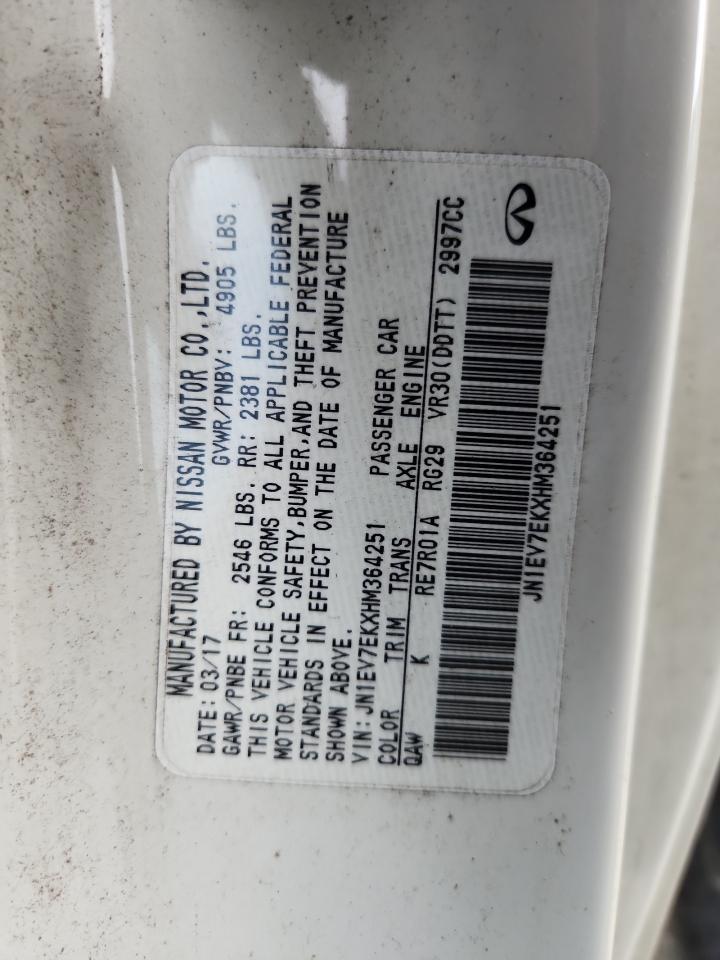 MANUFACTURED BY NISSAN MOTOR CO.,LTD.
DATE: 03/17 GVWR/PNBV: 4905 LBS.
GAWR/PNBE FR: 2546 LBS. RR: 2381 LBS.
THIS VEHICLE CONFORMS TO ALL APPLICABLE FEDERAL
MOTOR VEHICLE SAFETY,BUMPER,AND THEFT PREVENTION
STANDARDS IN EFFECT ON THE DATE OF MANUFACTURE
SHOWN ABOVE.
VIN:JN1EV7EKXHM364251 PASSENGER CAR
COLOR TRIM TRANS AXLE ENGINE
QAW K RE7R01A RG29 VR30(DDTT) 2997CC
JN1EV7EKXHM364251